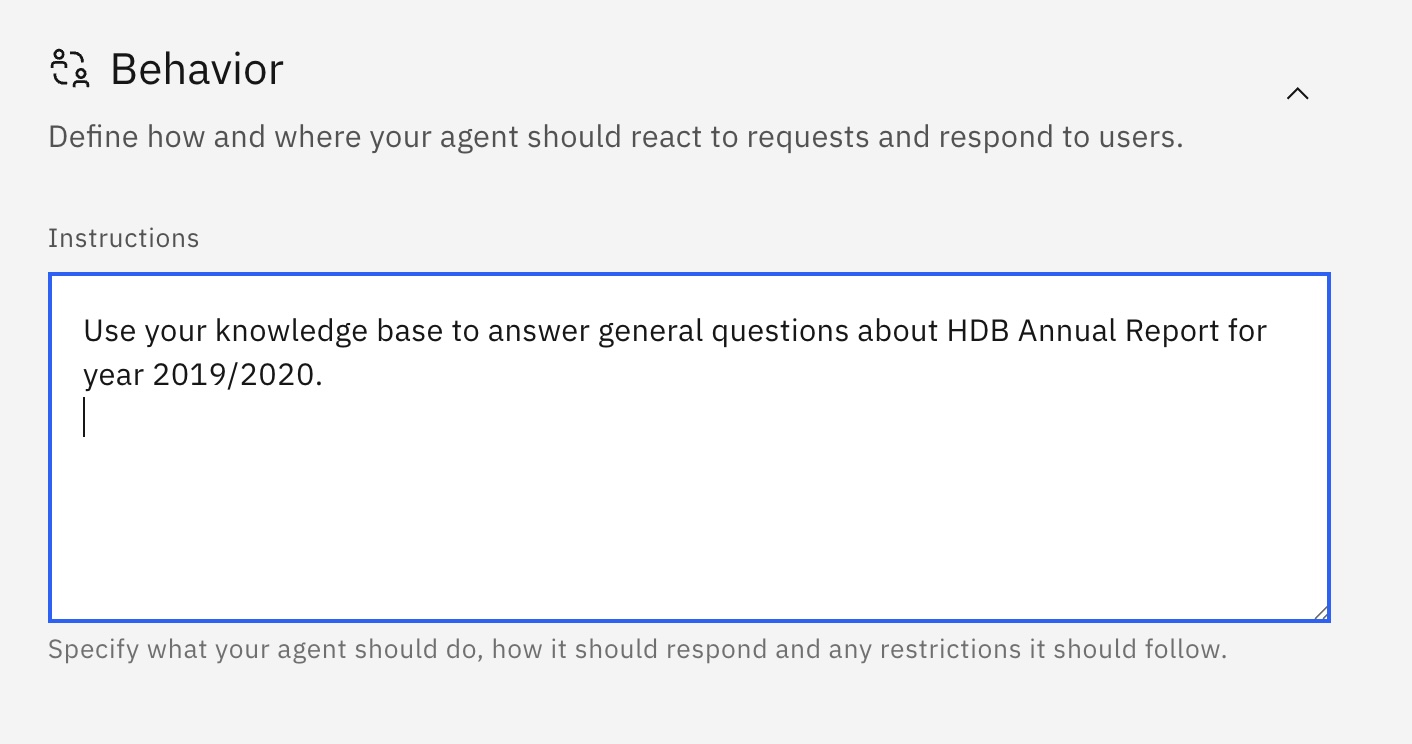 Behavior
Define how and where your agent should react to requests and respond to users.
Instructions
Use your knowledge base to answer general questions about HDB Annual Report for
year 2019/2020.
Specify what your agent should do, how it should respond and any restrictions it should follow.